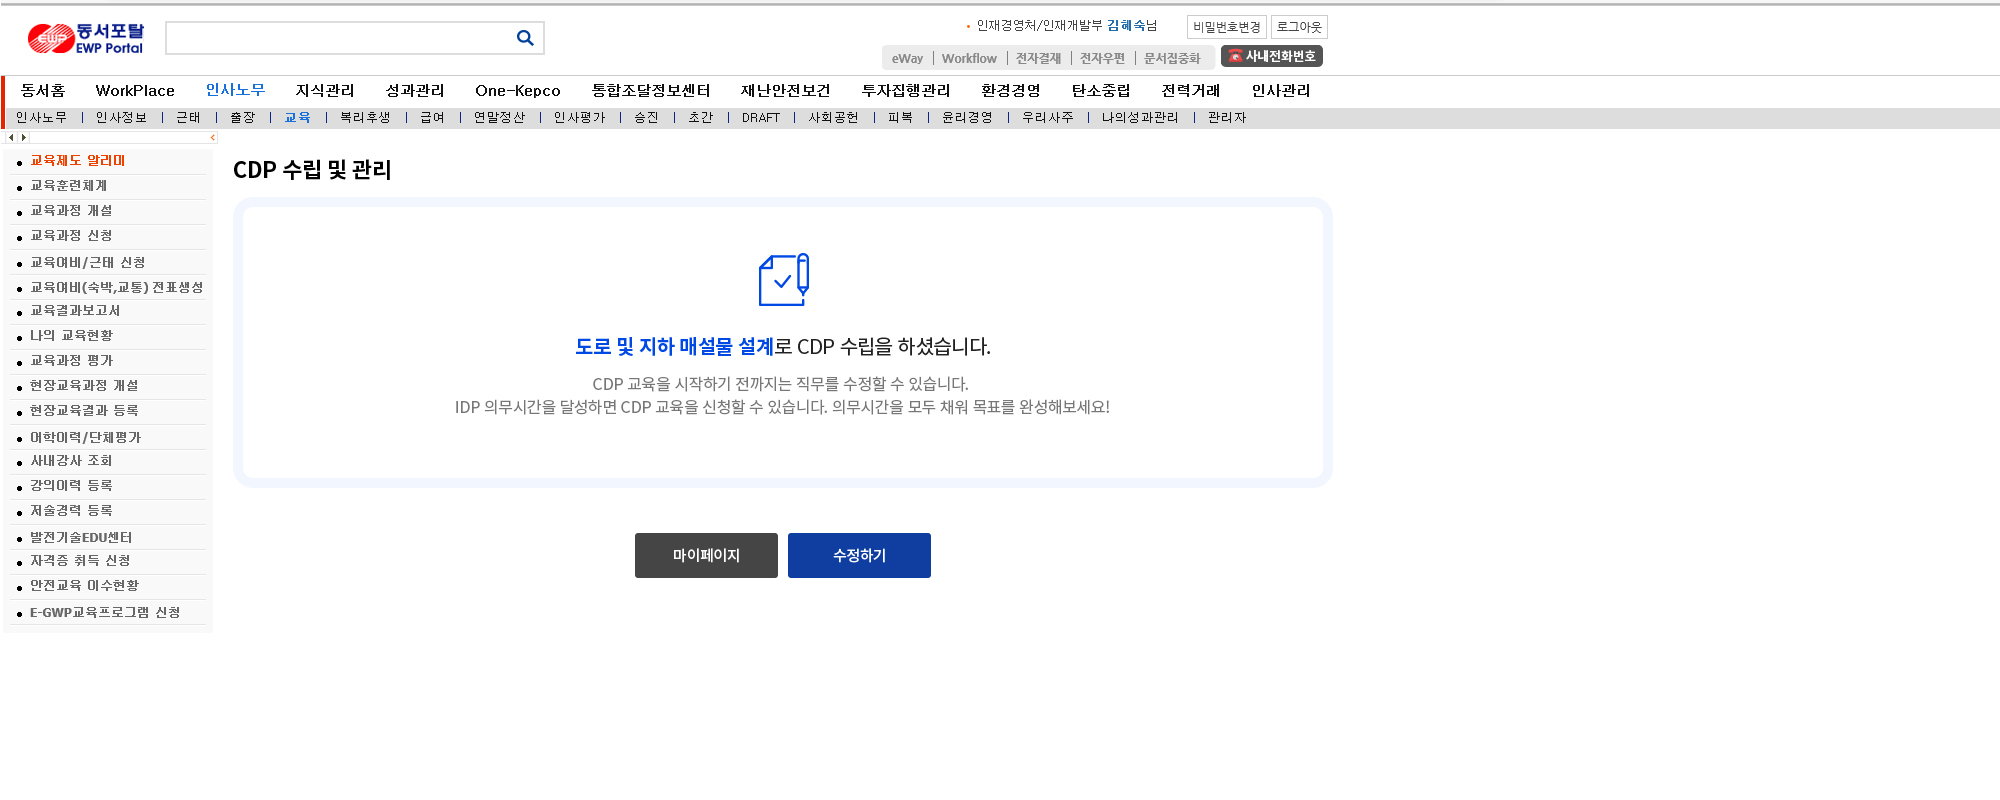 동서포탈
EWP Portal
EWP
인재경영처/인재개발부 김혜숙님
비밀번호변경
로그아웃
eWay | Workflow | 전자결재 | 전자우편 | 문서집중화
사내전화번호
동서홈 WorkPlace 인사노무 지식관리 성과관리 One-Kepco 통합조달정보센터 재난안전보건 투자집행관리 환경경영 탄소중립 전력거래 인사관리
인사노무 | 인사정보 | 근태 | 출장 | 교육 | 복리후생 | 급여 | 연말정산 | 인사평가 | 승진 | 초간 | DRAFT | 사회공헌 | 피복 | 윤리경영 | 우리사주 | 나의성과관리 | 관리자
교육제도 알리미
교육훈련체계
교육과정 개설
교육과정 신청
교육여비/근태 신청
교육여비(숙박,교통) 전표생성
교육결과보고서
나의 교육현황
교육과정 평가
현장교육과정 개설
현장교육결과 등록
어학이력/단체평가
사내강사 조회
강의이력 등록
저술경력 등록
발전기술EDU센터
자격증 취득 신청
안전교육 이수현황
E-GWP교육프로그램 신청
CDP 수립 및 관리
도로 및 지하 매설물 설계로 CDP 수립을 하셨습니다.
CDP 교육을 시작하기 전까지는 직무를 수정할 수 있습니다.
IDP 의무시간을 달성하면 CDP 교육을 신청할 수 있습니다. 의무시간을 모두 채워 목표를 완성해보세요!
마이페이지
수정하기